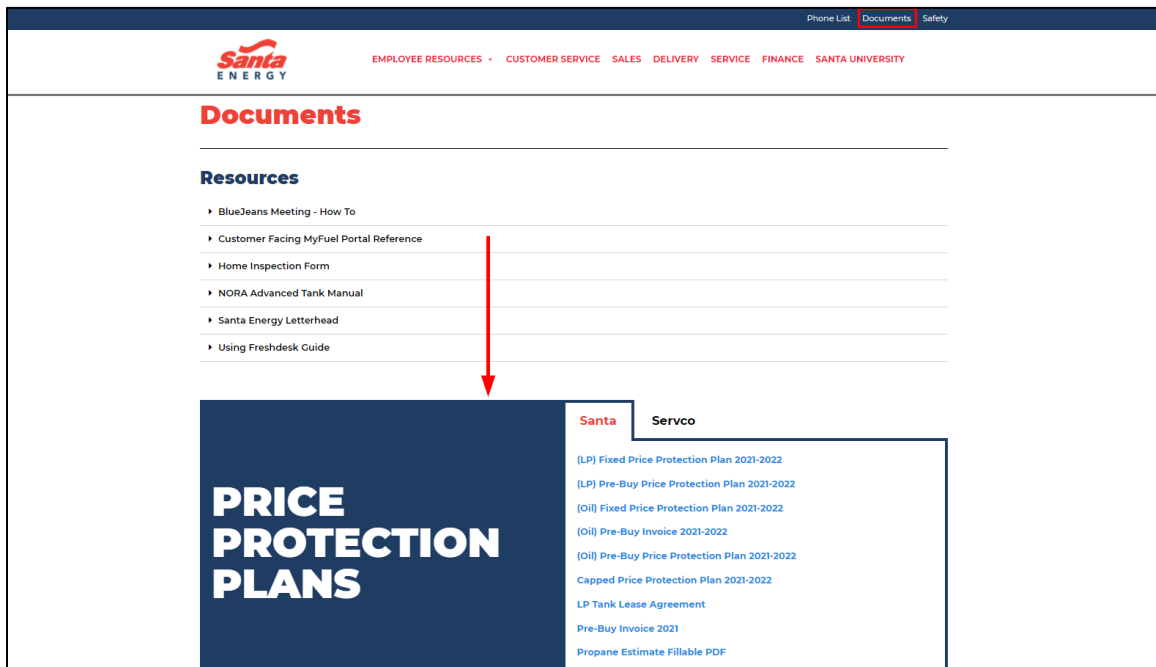 Phone List Documents Safety
Santa
ENERGY
EMPLOYEE RESOURCES CUSTOMER SERVICE SALES DELIVERY SERVICE FINANCE SANTA UNIVERSITY
Documents
Resources
BlueJeans Meeting - How To
Customer Facing MyFuel Portal Reference
Home Inspection Form
NORA Advanced Tank Manual
Santa Energy Letterhead
Using Freshdesk Guide
PRICE
PROTECTION
PLANS
Santa Servco
(LP) Fixed Price Protection Plan 2021-2022
(LP) Pre-Buy Price Protection Plan 2021-2022
(Oil) Fixed Price Protection Plan 2021-2022
(Oil) Pre-Buy Invoice 2021-2022
(Oil) Pre-Buy Price Protection Plan 2021-2022
Capped Price Protection Plan 2021-2022
LP Tank Lease Agreement
Pre-Buy Invoice 2021
Propane Estimate Fillable PDF